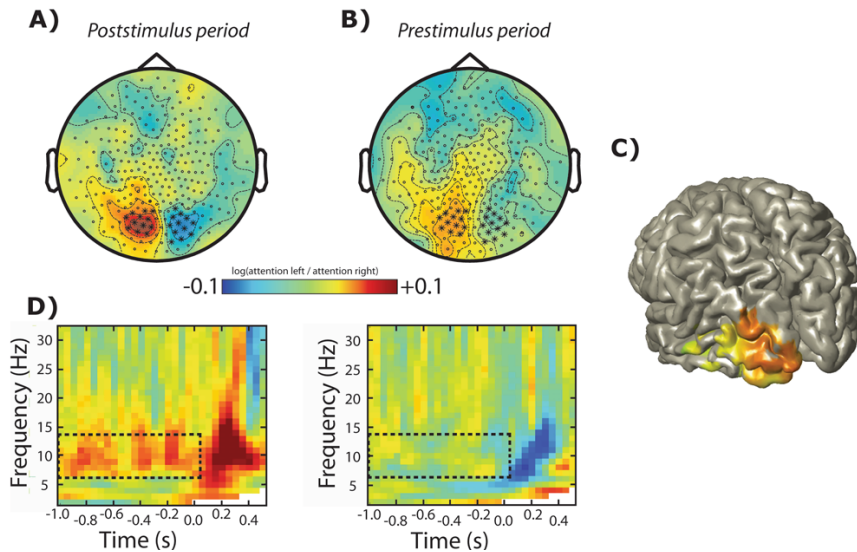 A)
Poststimulus period
B)
Prestimulus period
C)
log(attention left / attention right)
-0.1
+0.1
D)
Frequency (Hz)
30
25
20
15
10
5
-1.0 -0.8 -0.6 -0.4 -0.2 0.0 0.2 0.4
Time (s)
Frequency (Hz)
30
25
20
15
10
5
-1.0 -0.8 -0.6 -0.4 -0.2 0.0 0.2 0.4
Time (s)